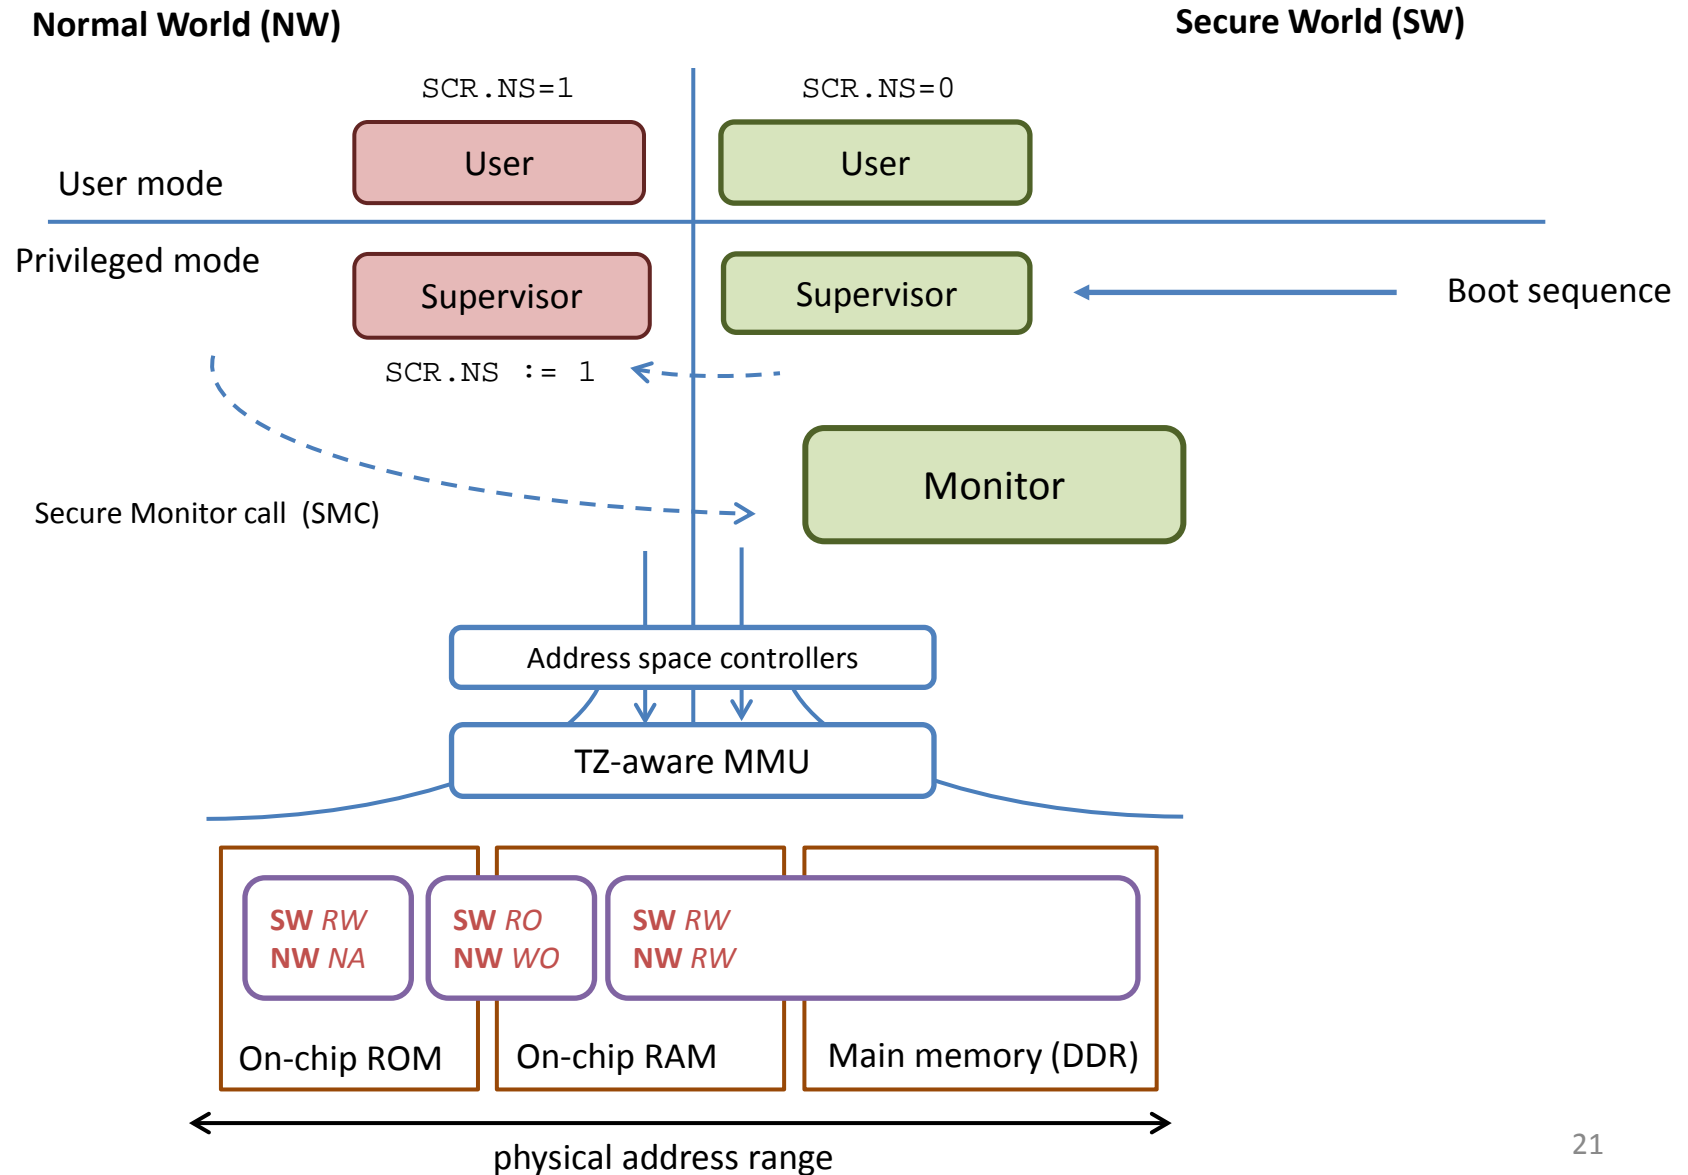 Normal World (NW)
Secure World (SW)
SCR.NS=1
SCR.NS=0
User
User
User mode
Privileged mode
Supervisor
Supervisor
Boot sequence
SCR.NS := 1
Monitor
Secure Monitor call  (SMC)
Address space controllers
TZ-aware MMU
SW RW
NW NA
SW RO
NW WO
SW RW
NW RW
On-chip ROM
On-chip RAM
Main memory (DDR)
physical address range
21